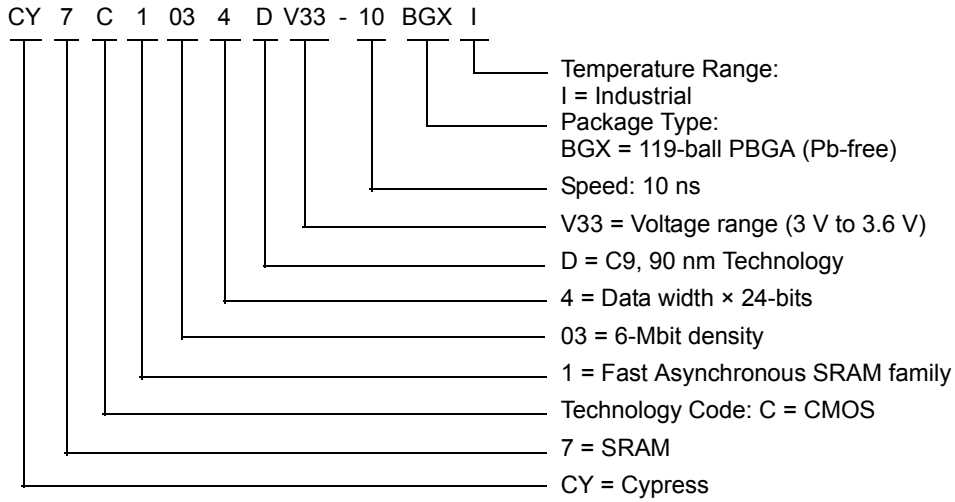 CY 7 C 1 03 4 D V33 - 10 BGX I
Temperature Range:
I = Industrial
Package Type:
BGX = 119-ball PBGA (Pb-free)
Speed: 10 ns
V33 = Voltage range (3 V to 3.6 V)
D = C9, 90 nm Technology
4 = Data width × 24-bits
03 = 6-Mbit density
1 = Fast Asynchronous SRAM family
Technology Code: C = CMOS
7 = SRAM
CY = Cypress